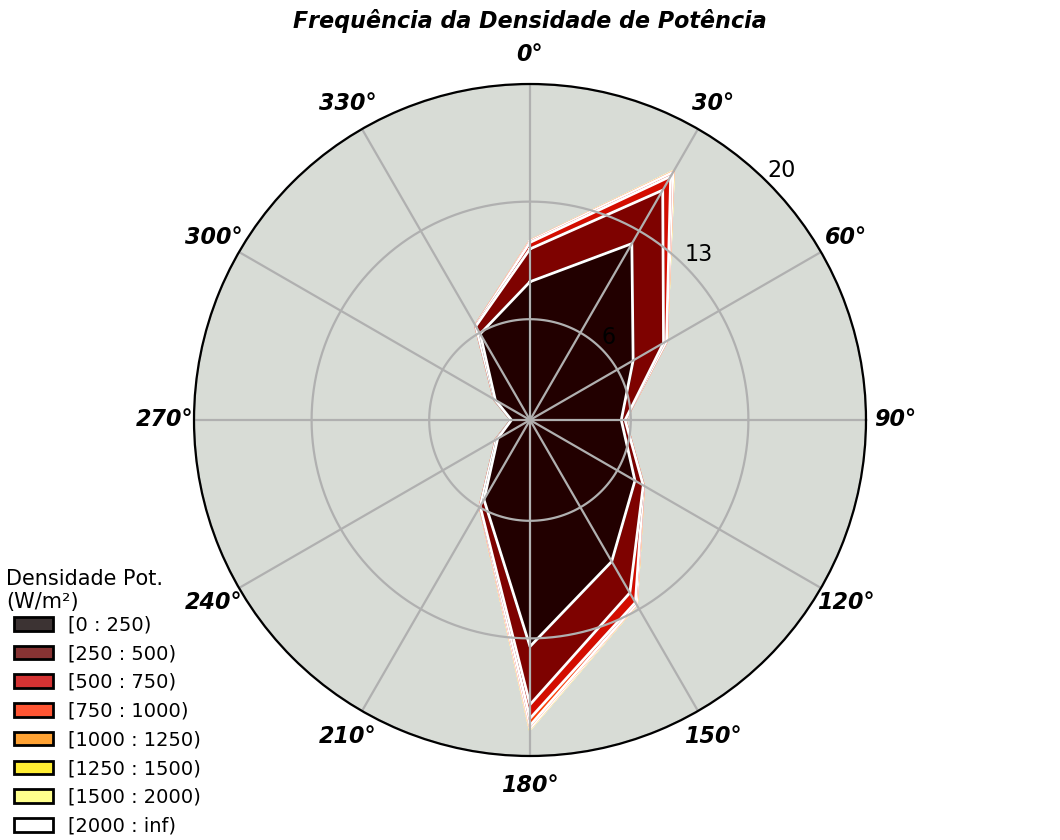 Frequência da Densidade de Potência
0°
330°
30°
20
300°
60°
13
6
270°
90°
240°
120°
210°
150°
180°
Densidade Pot.
(W/m²)
[0 : 250)
[250 : 500)
[500 : 750)
[750 : 1000)
[1000 : 1250)
[1250 : 1500)
[1500 : 2000)
[2000 : inf)